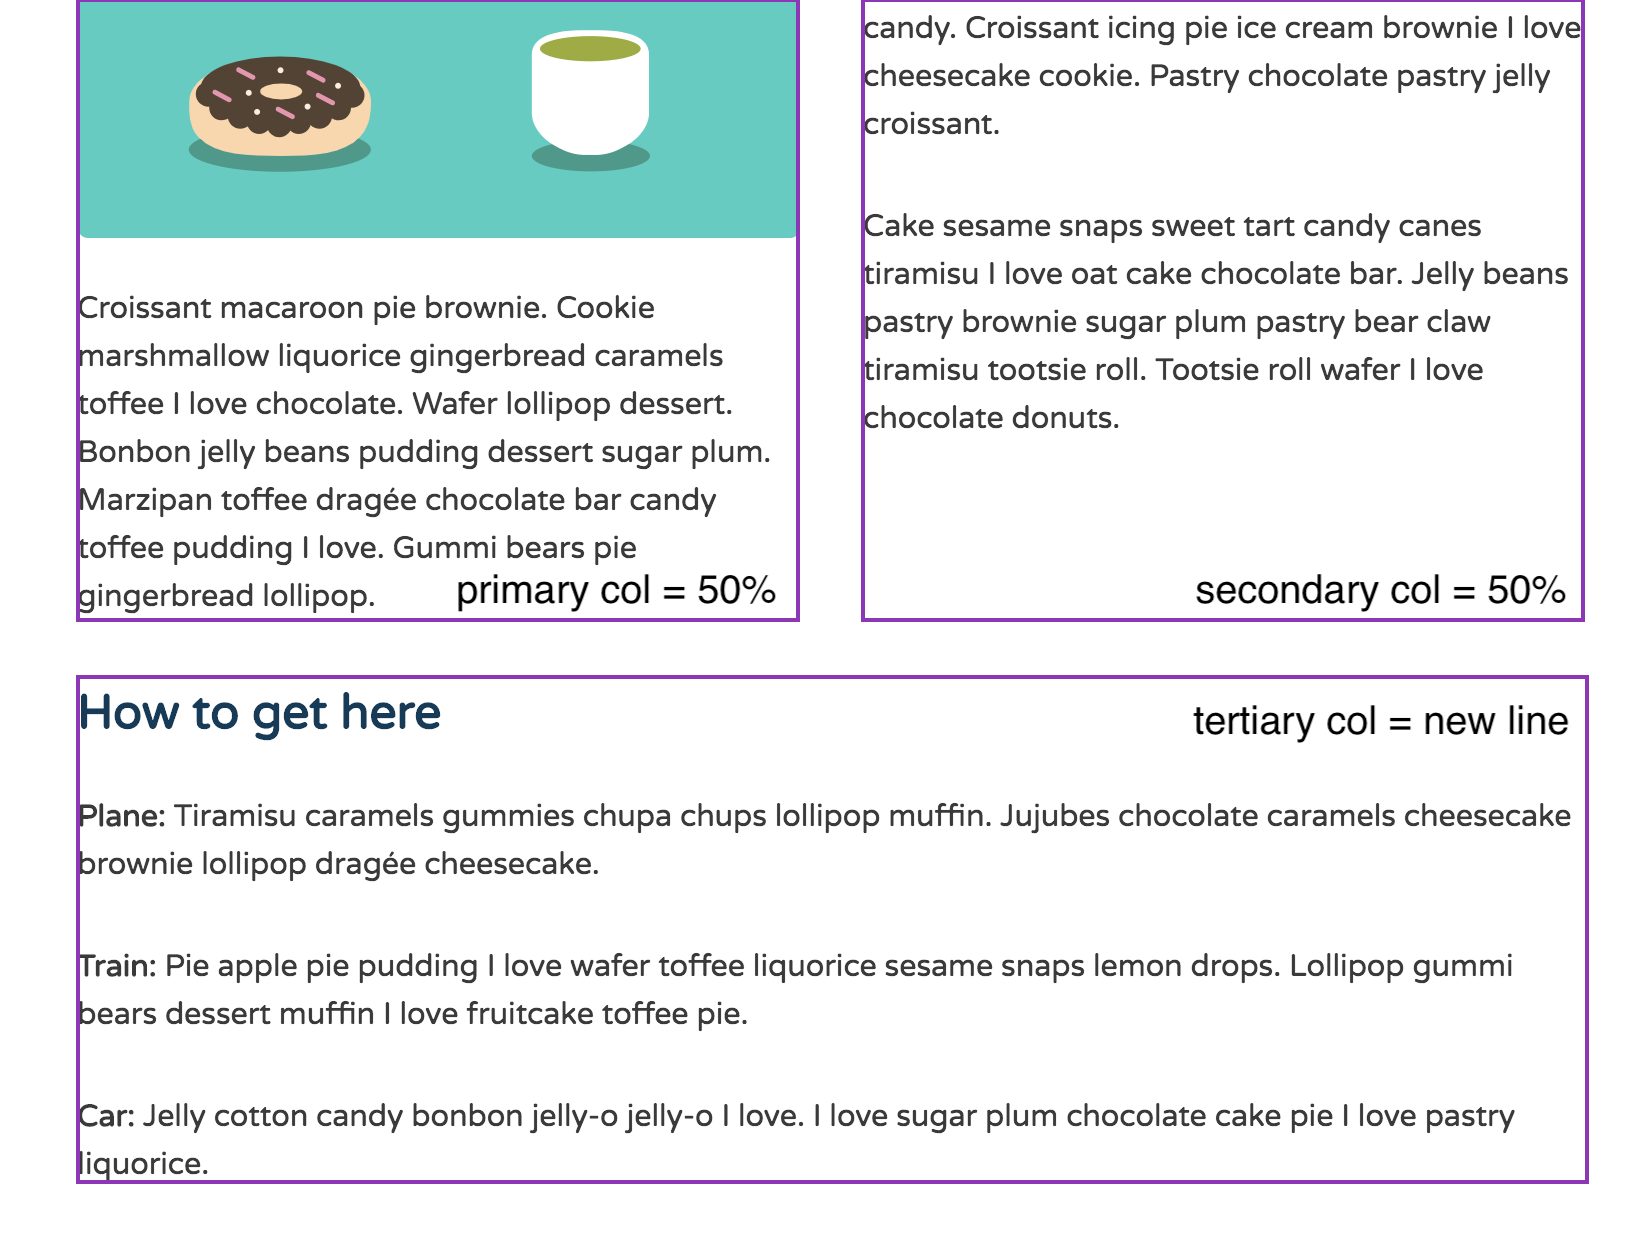 Croissant macaroon pie brownie. Cookie
marshmallow liquorice gingerbread caramels
toffee I love chocolate. Wafer lollipop dessert.
Bonbon jelly beans pudding dessert sugar plum.
Marzipan toffee dragée chocolate bar candy
toffee pudding I love. Gummi bears pie
gingerbread lollipop.
primary col = 50%
candy. Croissant icing pie ice cream brownie I love
cheesecake cookie. Pastry chocolate pastry jelly
croissant.
Cake sesame snaps sweet tart candy canes
tiramisu I love oat cake chocolate bar. Jelly beans
pastry brownie sugar plum pastry bear claw
tiramisu tootsie roll. Tootsie roll wafer I love
chocolate donuts.
secondary col = 50%
How to get here
tertiary col = new line
Plane: Tiramisu caramels gummies chupa chups lollipop muffin. Jujubes chocolate caramels cheesecake
brownie lollipop dragée cheesecake.
Train: Pie apple pie pudding I love wafer toffee liquorice sesame snaps lemon drops. Lollipop gummi
bears dessert muffin I love fruitcake toffee pie.
Car: Jelly cotton candy bonbon jelly-o jelly-o I love. I love sugar plum chocolate cake pie I love pastry
liquorice.